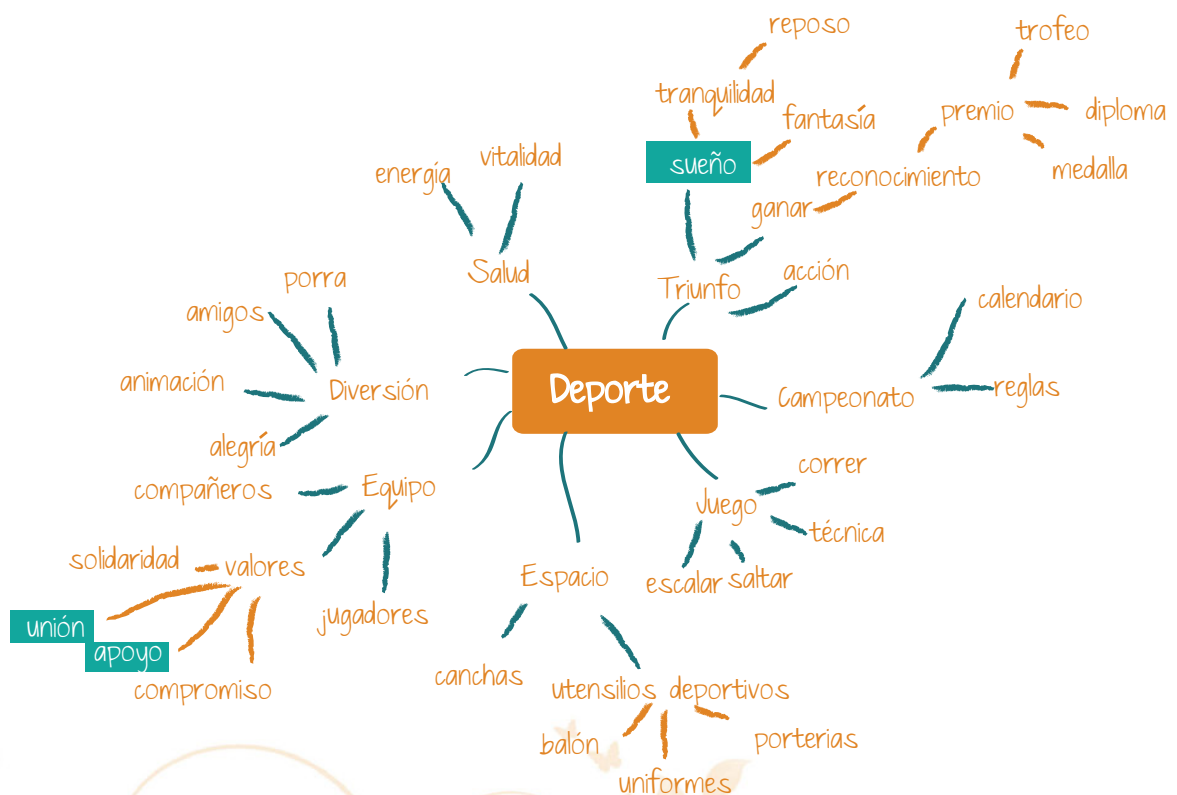 reposo
trofeo
tranquilidad
fantasía
premio
diploma
sueño
medalla
reconocimiento
ganar
energía
vitalidad
Salud
Triunfo
acción
porra
amigos
animación
Diversión
alegría
Deporte
calendario
Campeonato
reglas
compañeros
Equipo
correr
Juego
técnica
escalar
saltar
solidaridad
valores
unión
apoyo
compromiso
jugadores
Espacio
canchas
utensilios deportivos
balón
uniformes
porterias